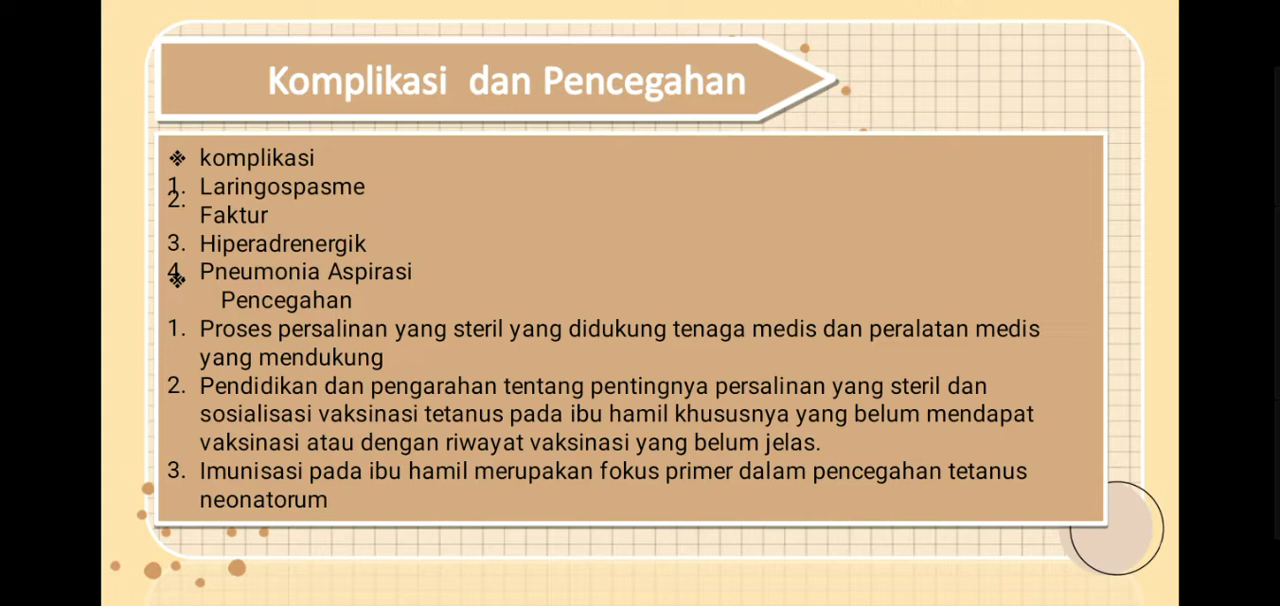 Komplikasi dan Pencegahan
❖ komplikasi
1. Laringospasme
2. Faktur
3. Hiperadrenergik
4. Pneumonia Aspirasi
❖ Pencegahan
1. Proses persalinan yang steril yang didukung tenaga medis dan peralatan medis
yang mendukung
2. Pendidikan dan pengarahan tentang pentingnya persalinan yang steril dan
sosialisasi vaksinasi tetanus pada ibu hamil khususnya yang belum mendapat
vaksinasi atau dengan riwayat vaksinasi yang belum jelas.
3. Imunisasi pada ibu hamil merupakan fokus primer dalam pencegahan tetanus
neonatorum